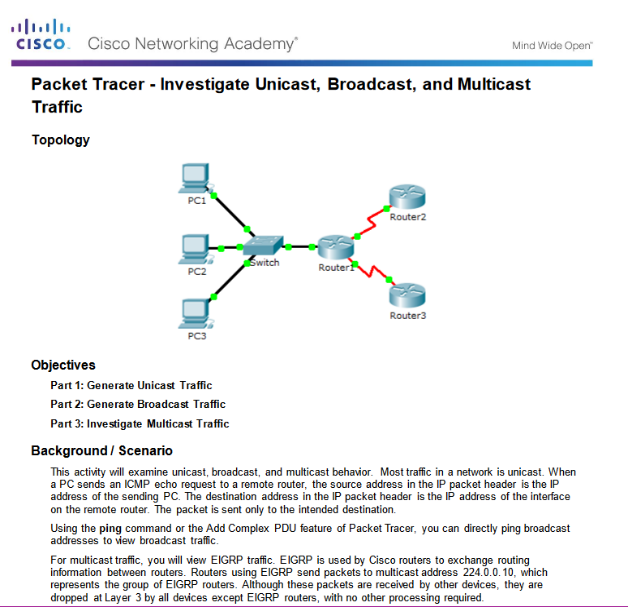 CISCO. Cisco Networking Academy® Mind Wide Open®
Packet Tracer - Investigate Unicast, Broadcast, and Multicast
Traffic
Topology
PC1
Router2
PC2
Switch
Router1
Router3
PC3
Objectives
Part 1: Generate Unicast Traffic
Part 2: Generate Broadcast Traffic
Part 3: Investigate Multicast Traffic
Background / Scenario
This activity will examine unicast, broadcast, and multicast behavior. Most traffic in a network is unicast. When
a PC sends an ICMP echo request to a remote router, the source address in the IP packet header is the IP
address of the sending PC. The destination address in the IP packet header is the IP address of the interface
on the remote router. The packet is sent only to the intended destination.
Using the ping command or the Add Complex PDU feature of Packet Tracer, you can directly ping broadcast
addresses to view broadcast traffic.
For multicast traffic, you will view EIGRP traffic. EIGRP is used by Cisco routers to exchange routing
information between routers. Routers using EIGRP send packets to multicast address 224.0.0.10, which
represents the group of EIGRP routers. Although these packets are received by other devices, they are
dropped at Layer 3 by all devices except EIGRP routers, with no other processing required.